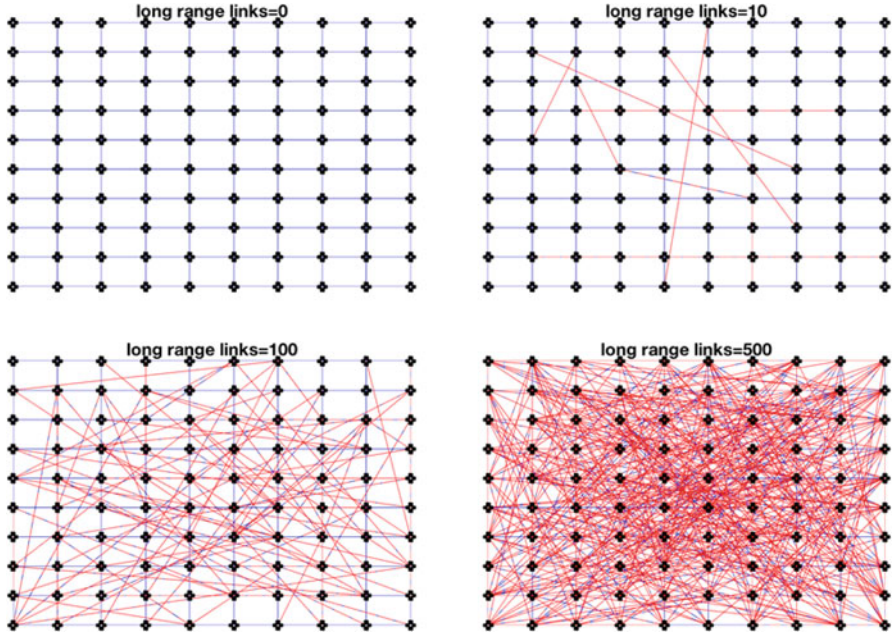 long range links=0
long range links=10
long range links=100
long range links=500